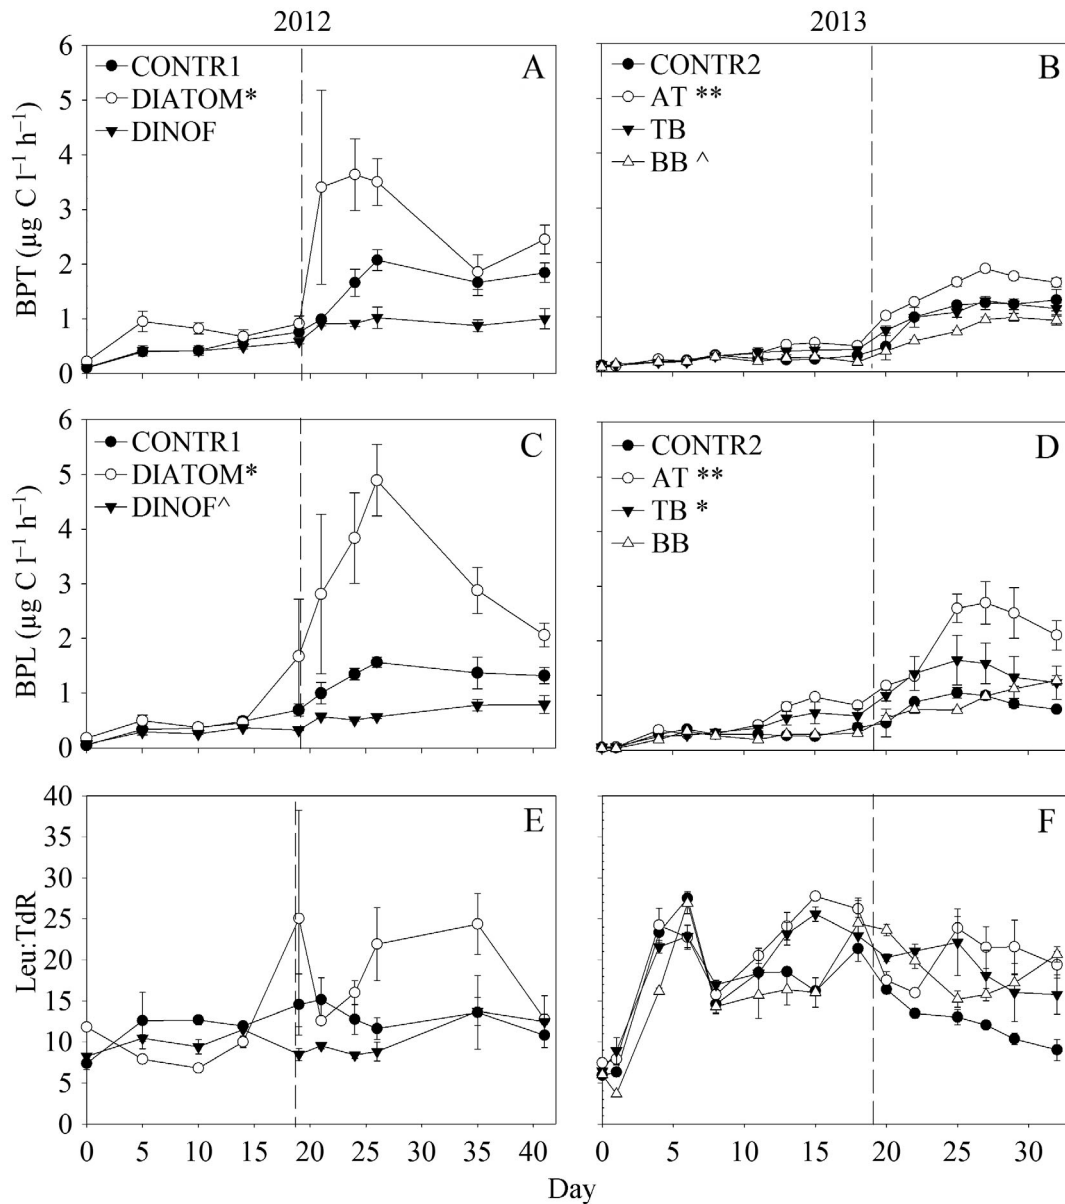 2012
2013
6
5
4
3
2
1
0
BPT (µg C l⁻¹ h⁻¹)
CONTR1
DIATOM*
DINOF
A
CONTR2
AT **
TB
BB ^
B
6
5
4
3
2
1
0
BPL (µg C l⁻¹ h⁻¹)
CONTR1
DIATOM*
DINOF^
C
CONTR2
AT **
TB *
BB
D
40
35
30
25
20
15
10
5
0
Leu:TdR
E
F
0 5 10 15 20 25 30 35 40
0 5 10 15 20 25 30
Day